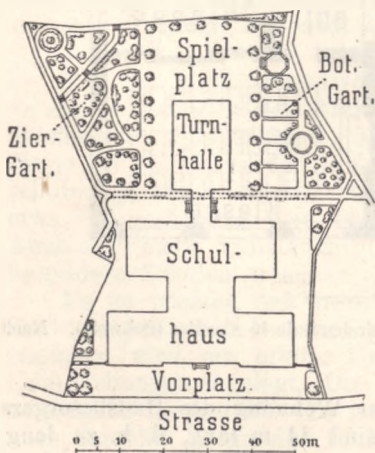 Spiel-
platz
Bot.
Gart.
Turn-
halle
Zier-
Gart.
Schul-
haus
Vorplatz.
Strasse
0 5 10 20 30 40 50m